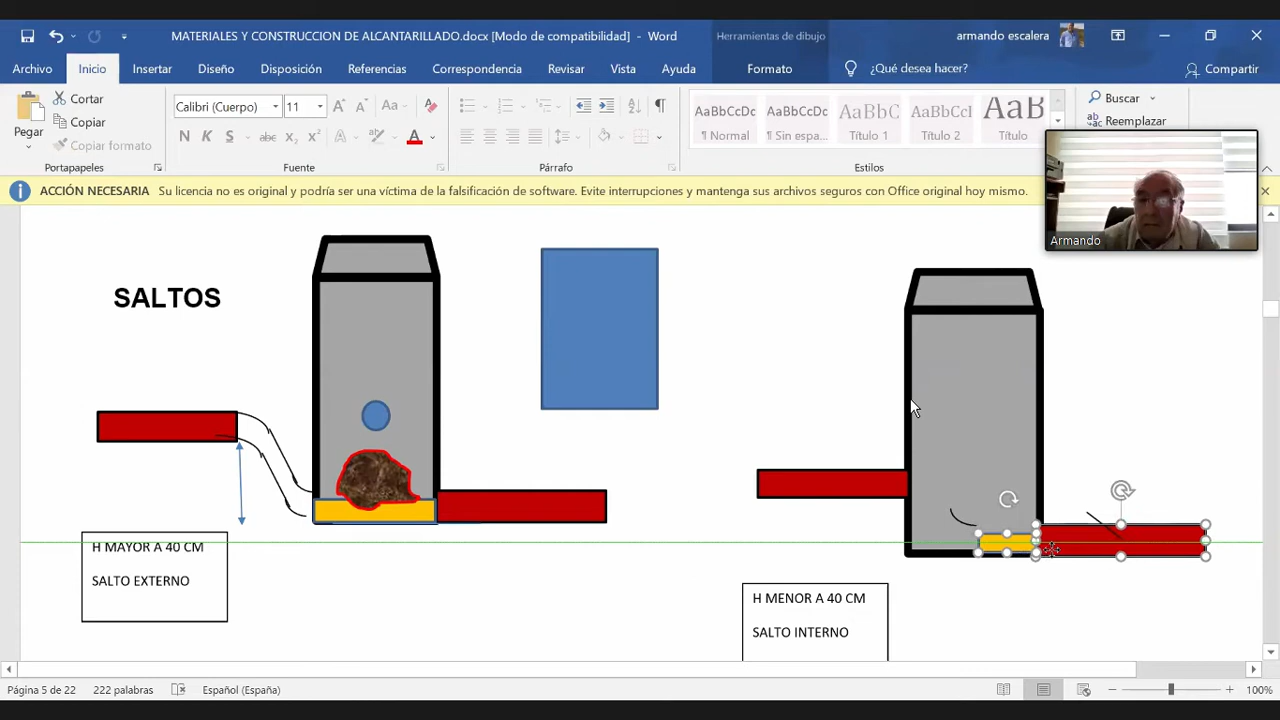 MATERIALES Y CONSTRUCCION DE ALCANTARILLADO.docx [Modo de compatibilidad] - Word
Herramientas de dibujo
armando escalera
Archivo Inicio Insertar Diseño Disposición Referencias Correspondencia Revisar Vista Ayuda Formato ¿Qué desea hacer? Compartir
Pegar
Cortar
Copiar
Copiar formato
Portapapeles
Calibri (Cuerpo) 11
Fuente
Párrafo
AaBbCcDc AaBbCcDc AaBbC AaBbCcI AaB
¶ Normal ¶ Sin espa... Título 1 Título 2 Título
Estilos
Buscar
Reemplazar
ACCIÓN NECESARIA Su licencia no es original y podría ser una víctima de la falsificación de software. Evite interrupciones y mantenga sus archivos seguros con Office original hoy mismo.
Armando
SALTOS
H MAYOR A 40 CM
SALTO EXTERNO
H MENOR A 40 CM
SALTO INTERNO
Página 5 de 22 222 palabras Español (España) 100%